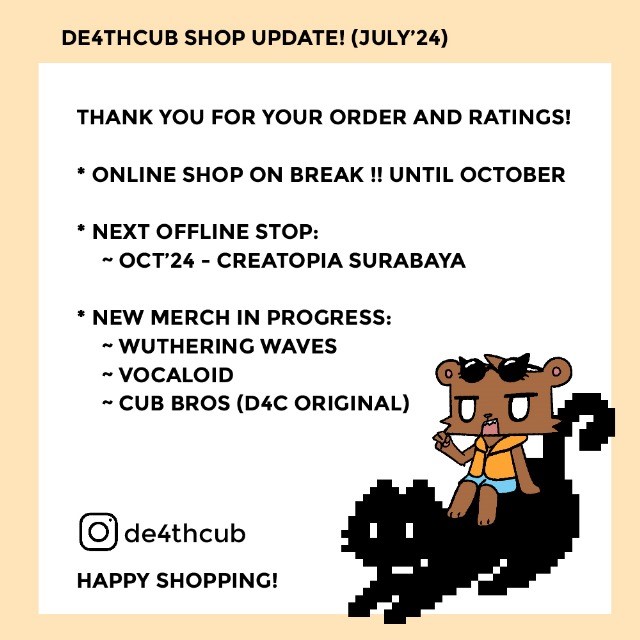 DE4THCUB SHOP UPDATE! (JULY'24)
THANK YOU FOR YOUR ORDER AND RATINGS!
* ONLINE SHOP ON BREAK !! UNTIL OCTOBER
* NEXT OFFLINE STOP:
~ OCT'24 - CREATOPIA SURABAYA
* NEW MERCH IN PROGRESS:
~ WUTHERING WAVES
~ VOCALOID
~ CUB BROS (D4C ORIGINAL)
de4thcub
HAPPY SHOPPING!